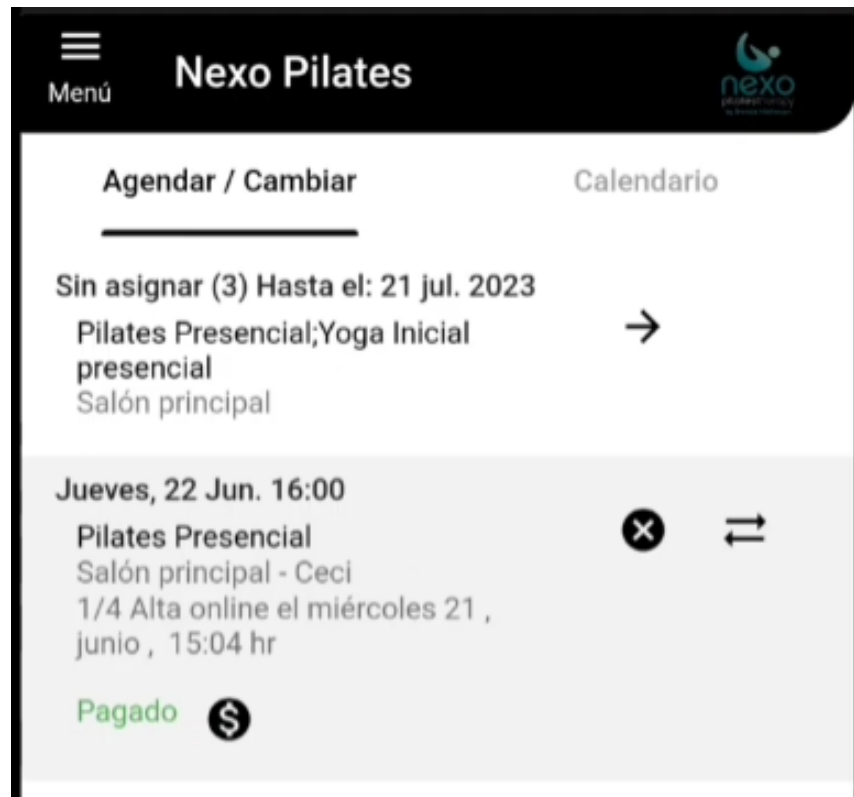 Nexo Pilates
Menú
nexo
Agendar / Cambiar
Calendario
Sin asignar (3) Hasta el: 21 jul. 2023
Pilates Presencial;Yoga Inicial
presencial
Salón principal
Jueves, 22 Jun. 16:00
Pilates Presencial
Salón principal - Ceci
1/4 Alta online el miércoles 21 ,
junio , 15:04 hr
Pagado $